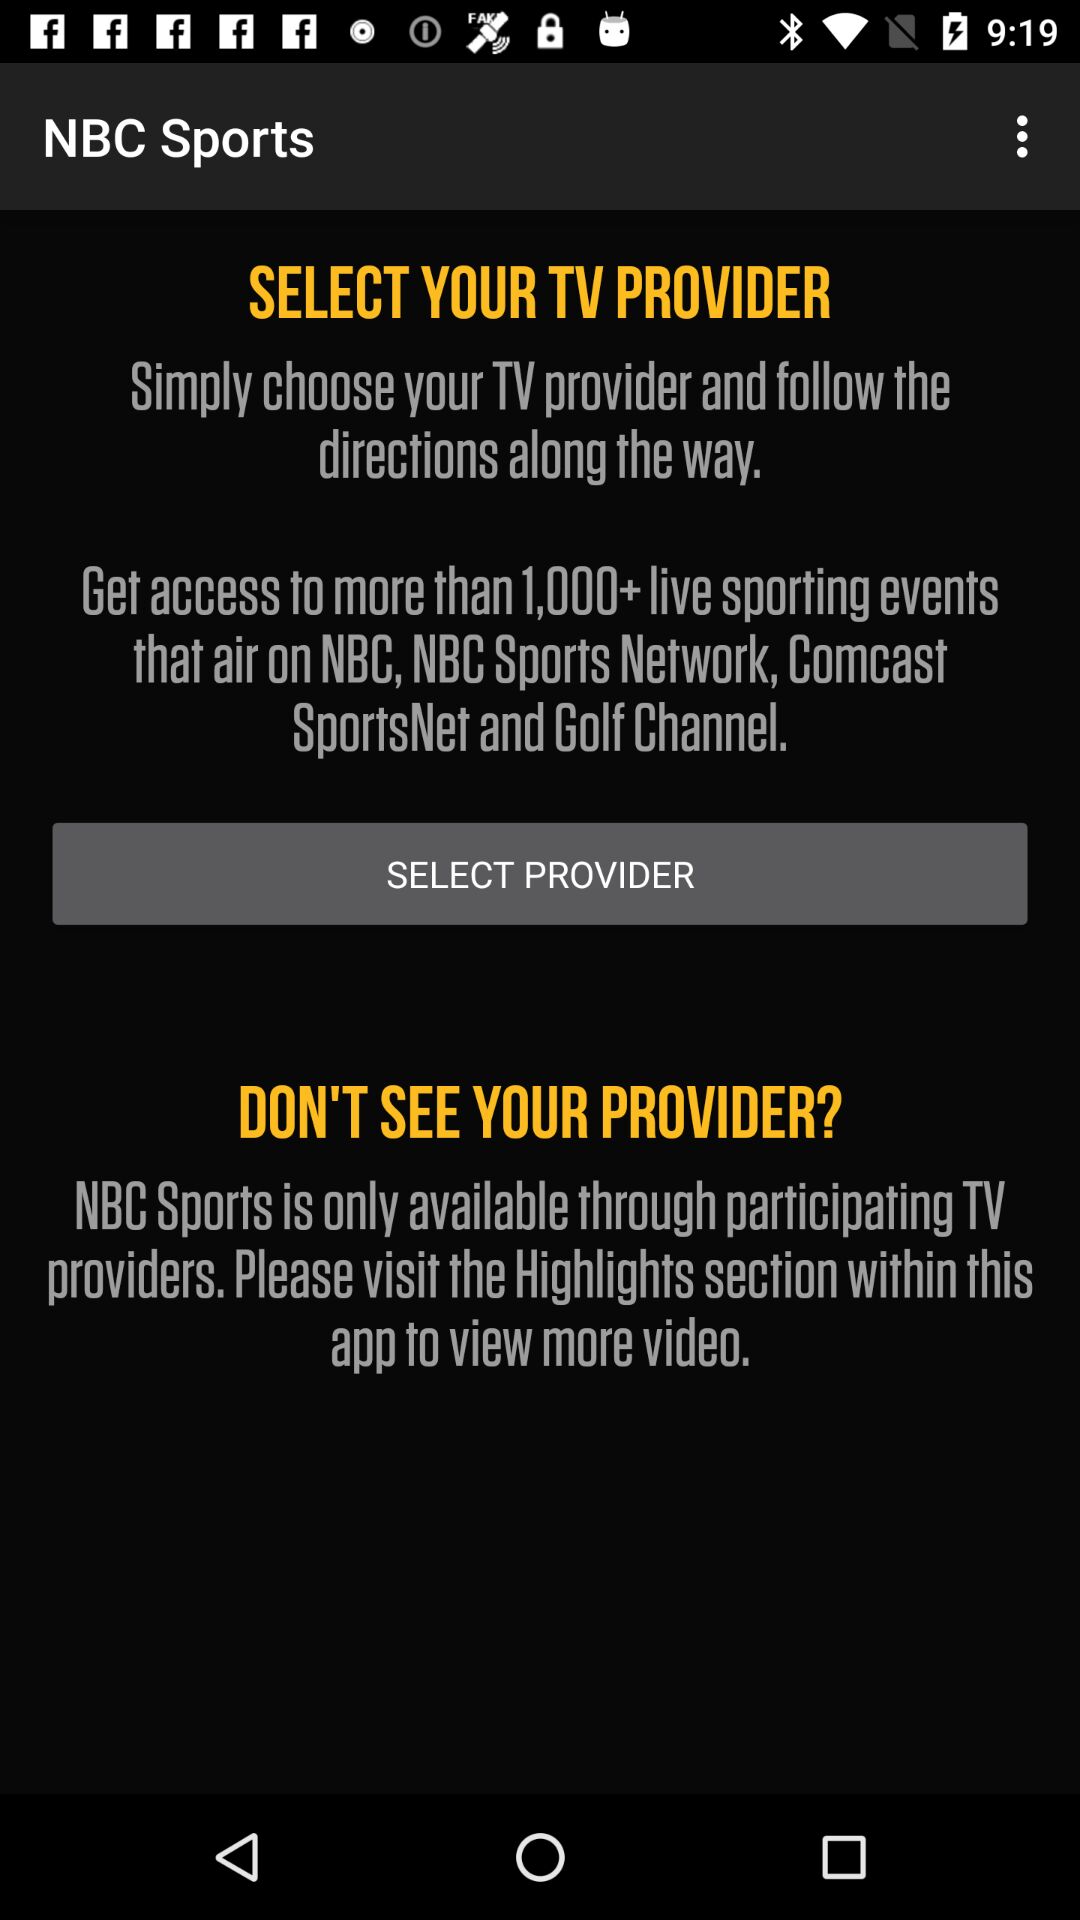 FAKE
9:19
NBC Sports
SELECT YOUR TV PROVIDER
Simply choose your TV provider and follow the
directions along the way.
Get access to more than 1,000+ live sporting events
that air on NBC, NBC Sports Network, Comcast
SportsNet and Golf Channel.
SELECT PROVIDER
DON'T SEE YOUR PROVIDER?
NBC Sports is only available through participating TV
providers. Please visit the Highlights section within this
app to view more video.